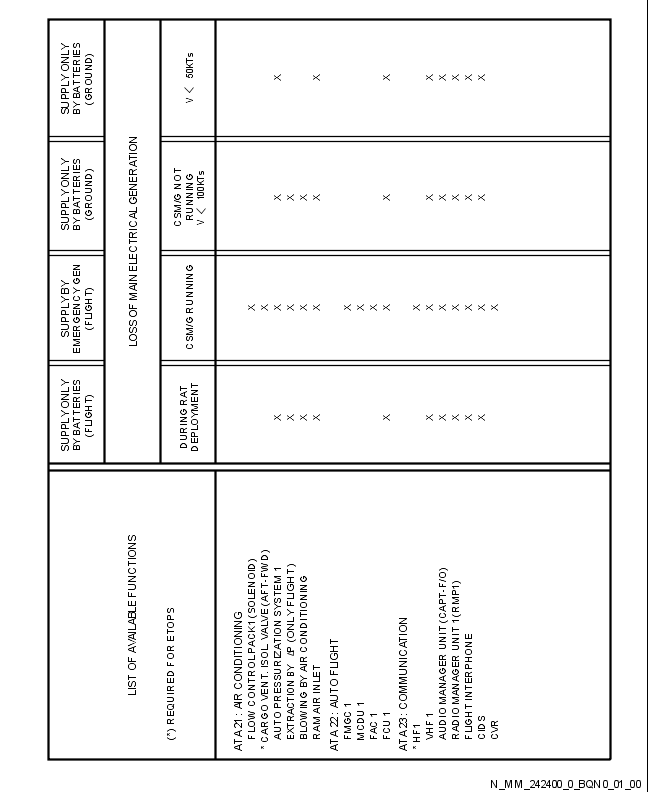 SUPPLY ONLY
BY BATTERIES
(FLIGHT)
SUPPLY BY
EMERGENCY GEN
(FLIGHT)
SUPPLY ONLY
BY BATTERIES
(GROUND)
SUPPLY ONLY
BY BATTERIES
(GROUND)
LIST OF AVAILABLE FUNCTIONS
LOSS OF MAIN ELECTRICAL GENERATION
(*) REQUIRED FOR ETOPS
DURING RAT
DEPLOYMENT
CSM/G RUNNING
CSM/G NOT
RUNNING
V < 100KTs
V < 50KTs
ATA 21 : AIR CONDITIONING
FLOW CONTROL PACK1 (SOLENOID) X
* CARGO VENT. ISOL VALVE (AFT-FWD) X
AUTO PRESSURIZATION SYSTEM 1 X X X X
EXTRACTION BY ΔP (ONLY FLIGHT) X X X
BLOWING BY AIR CONDITIONING X X X
RAM AIR INLET X X X X
ATA 22 : AUTO FLIGHT
FMGC 1 X
MCDU 1 X
FAC 1 X
FCU 1 X X X X
ATA 23 : COMMUNICATION
* HF1 X
VHF 1 X X X X
AUDIO MANAGER UNIT (CAPT-F/O) X X X X
RADIO MANAGER UNIT 1 (RMP1) X X X X
FLIGHT INTERPHONE X X X X
CIDS X X X X
CVR X
N_MM_242400_0_BQN0_01_00